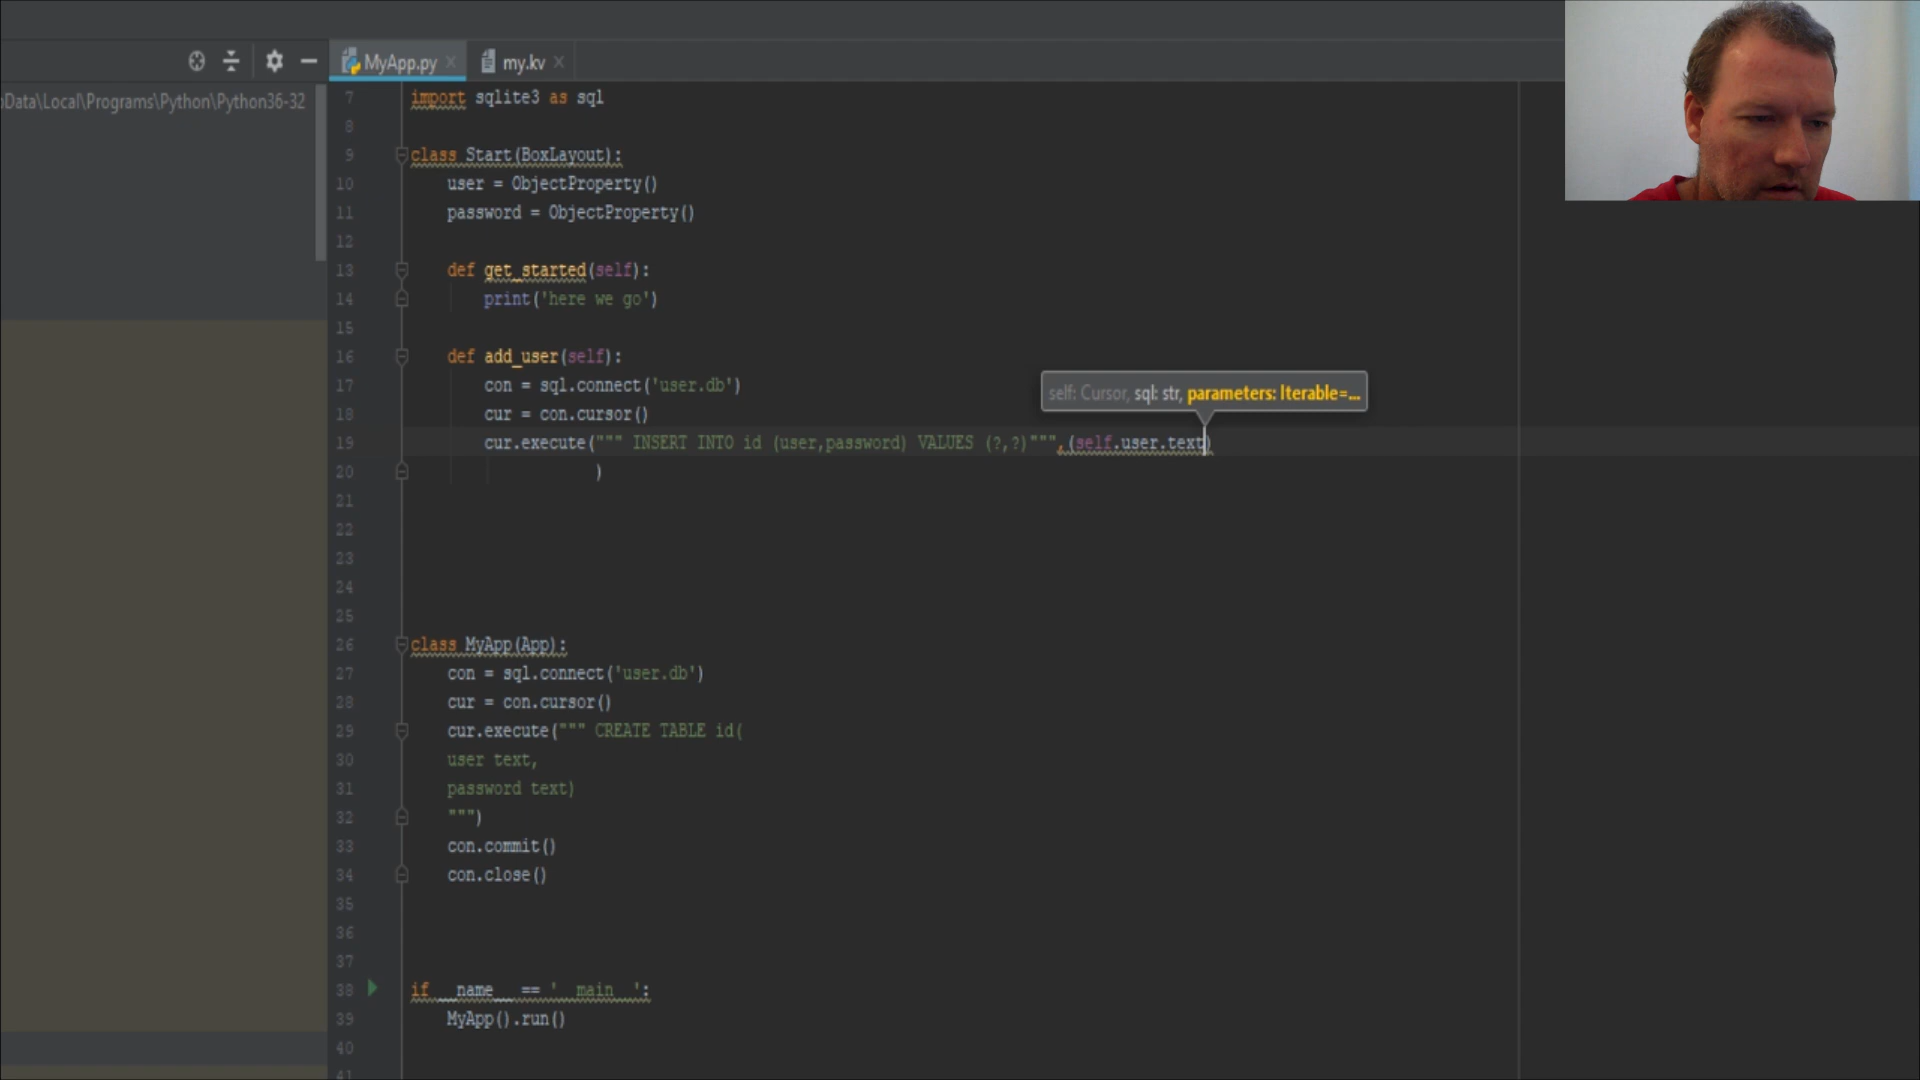 MyApp.py
my.kv
oData\Local\Programs\Python\Python36-32
7 import sqlite3 as sql
8
9 class Start(BoxLayout):
10 user = ObjectProperty()
11 password = ObjectProperty()
12
13 def get_started(self):
14 print('here we go')
15
16 def add_user(self):
17 con = sql.connect('user.db')
self: Cursor, sql: str, parameters: Iterable=...
18 cur = con.cursor()
19 cur.execute(""" INSERT INTO id (user,password) VALUES (?,?)""",(self.user.text)
20 )
21
22
23
24
25
26 class MyApp(App):
27 con = sql.connect('user.db')
28 cur = con.cursor()
29 cur.execute(""" CREATE TABLE id(
30 user text,
31 password text)
32 """)
33 con.commit()
34 con.close()
35
36
37
38 if __name__ == '__main__':
39 MyApp().run()
40
41